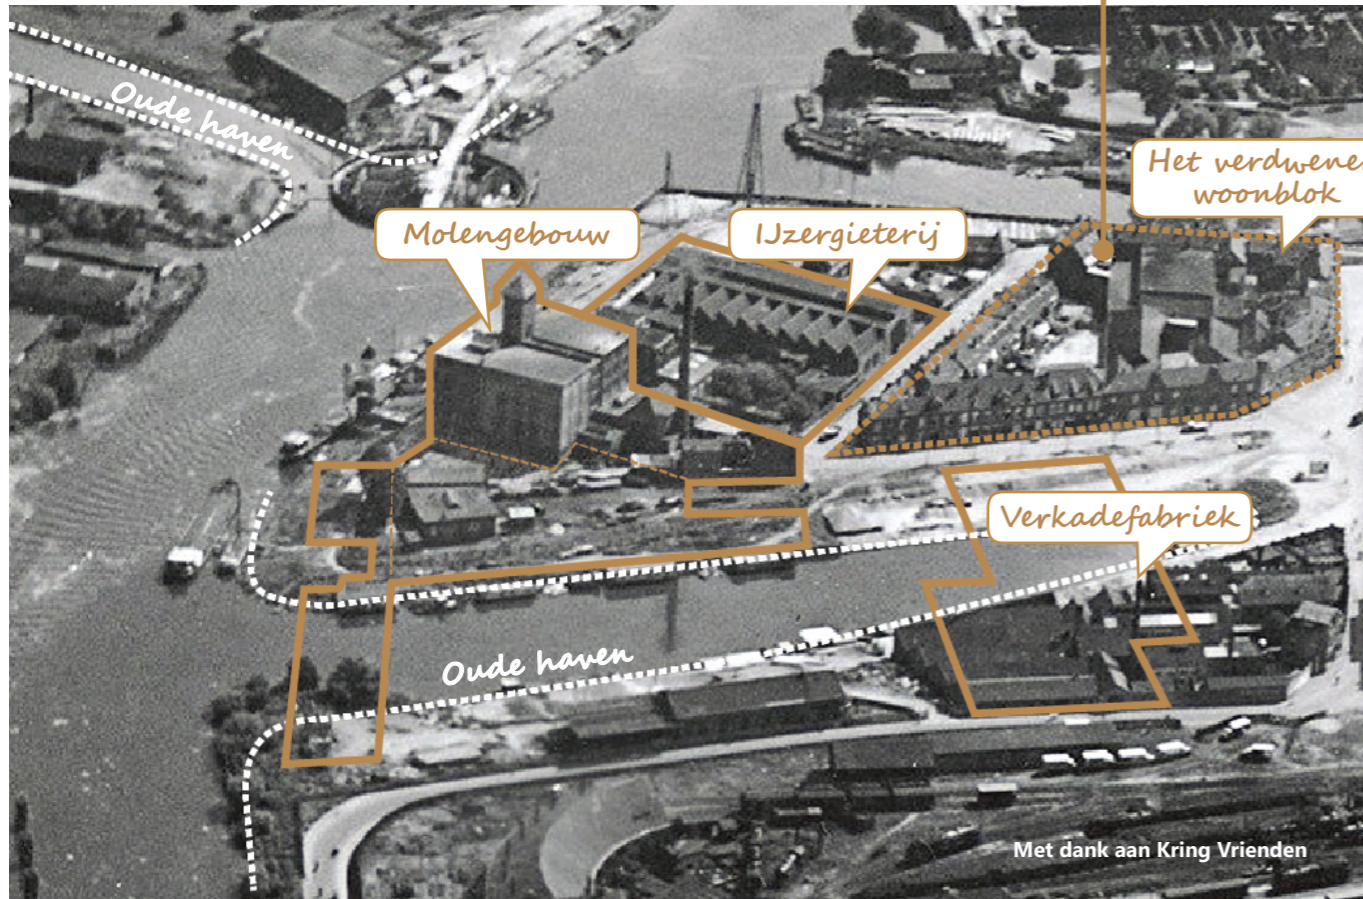 Oude haven
Het verdwene
woonblok
Molengebouw
IJzergieterij
Verkadefabriek
Oude haven
Met dank aan Kring Vrienden